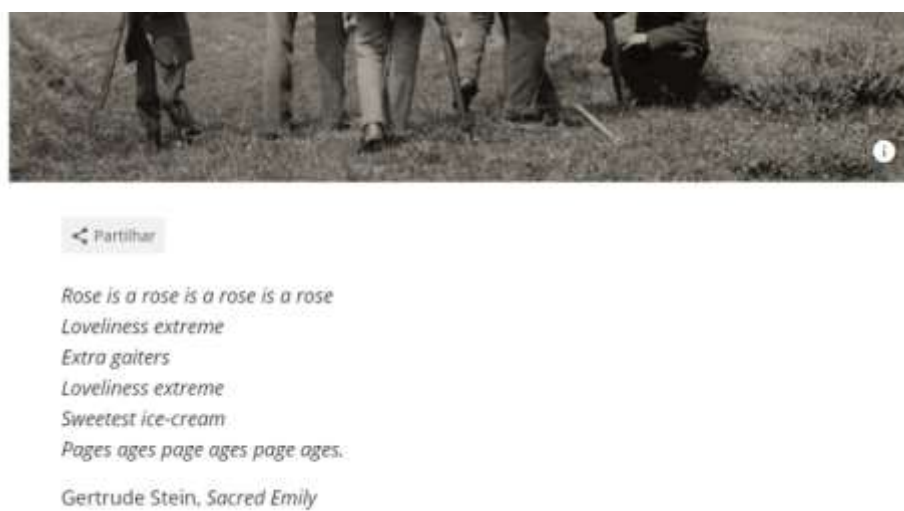 Partilhar
Rose is a rose is a rose is a rose
Loveliness extreme
Extra gaiters
Loveliness extreme
Sweetest ice-cream
Pages ages page ages page ages.
Gertrude Stein, Sacred Emily